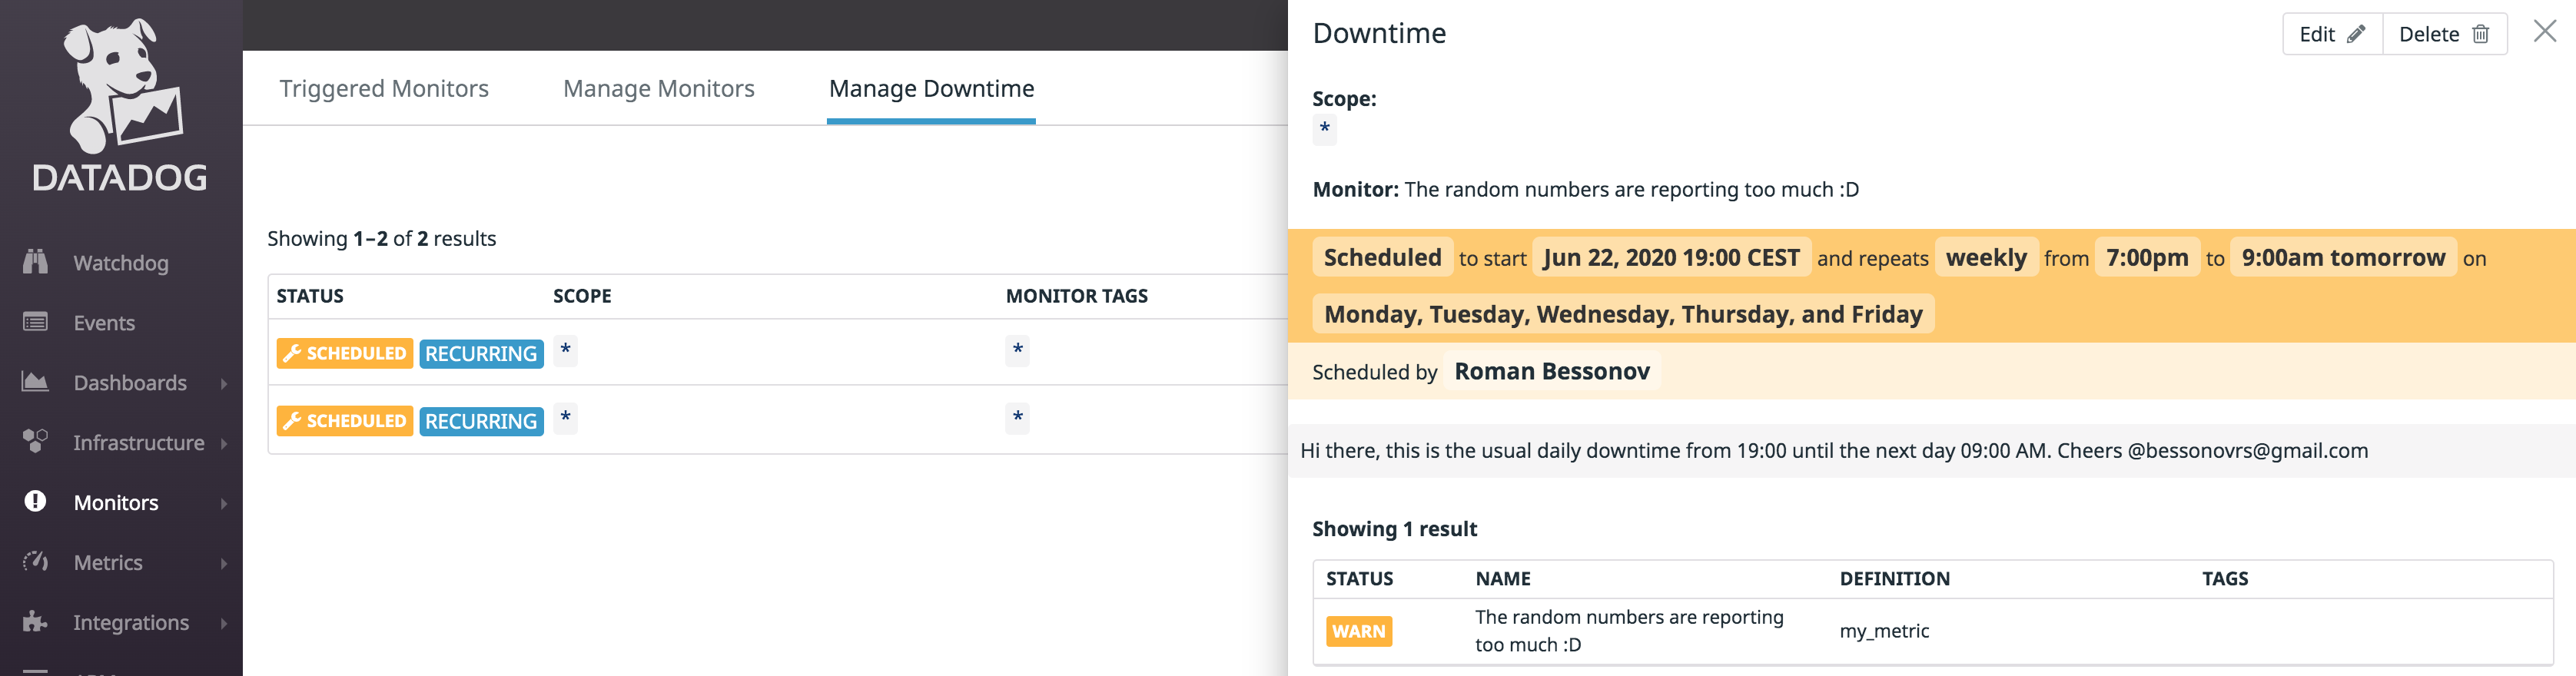 DATADOG
Watchdog
Events
Dashboards
Infrastructure
Monitors
Metrics
Integrations
Triggered Monitors
Manage Monitors
Manage Downtime
Showing 1–2 of 2 results
STATUS SCOPE MONITOR TAGS
SCHEDULED RECURRING * *
SCHEDULED RECURRING * *
Downtime
Edit
Delete
Scope:
*
Monitor: The random numbers are reporting too much :D
Scheduled to start Jun 22, 2020 19:00 CEST and repeats weekly from 7:00pm to 9:00am tomorrow on
Monday, Tuesday, Wednesday, Thursday, and Friday
Scheduled by Roman Bessonov
Hi there, this is the usual daily downtime from 19:00 until the next day 09:00 AM. Cheers @bessonovrs@gmail.com
Showing 1 result
STATUS NAME DEFINITION TAGS
WARN The random numbers are reporting my_metric
too much :D